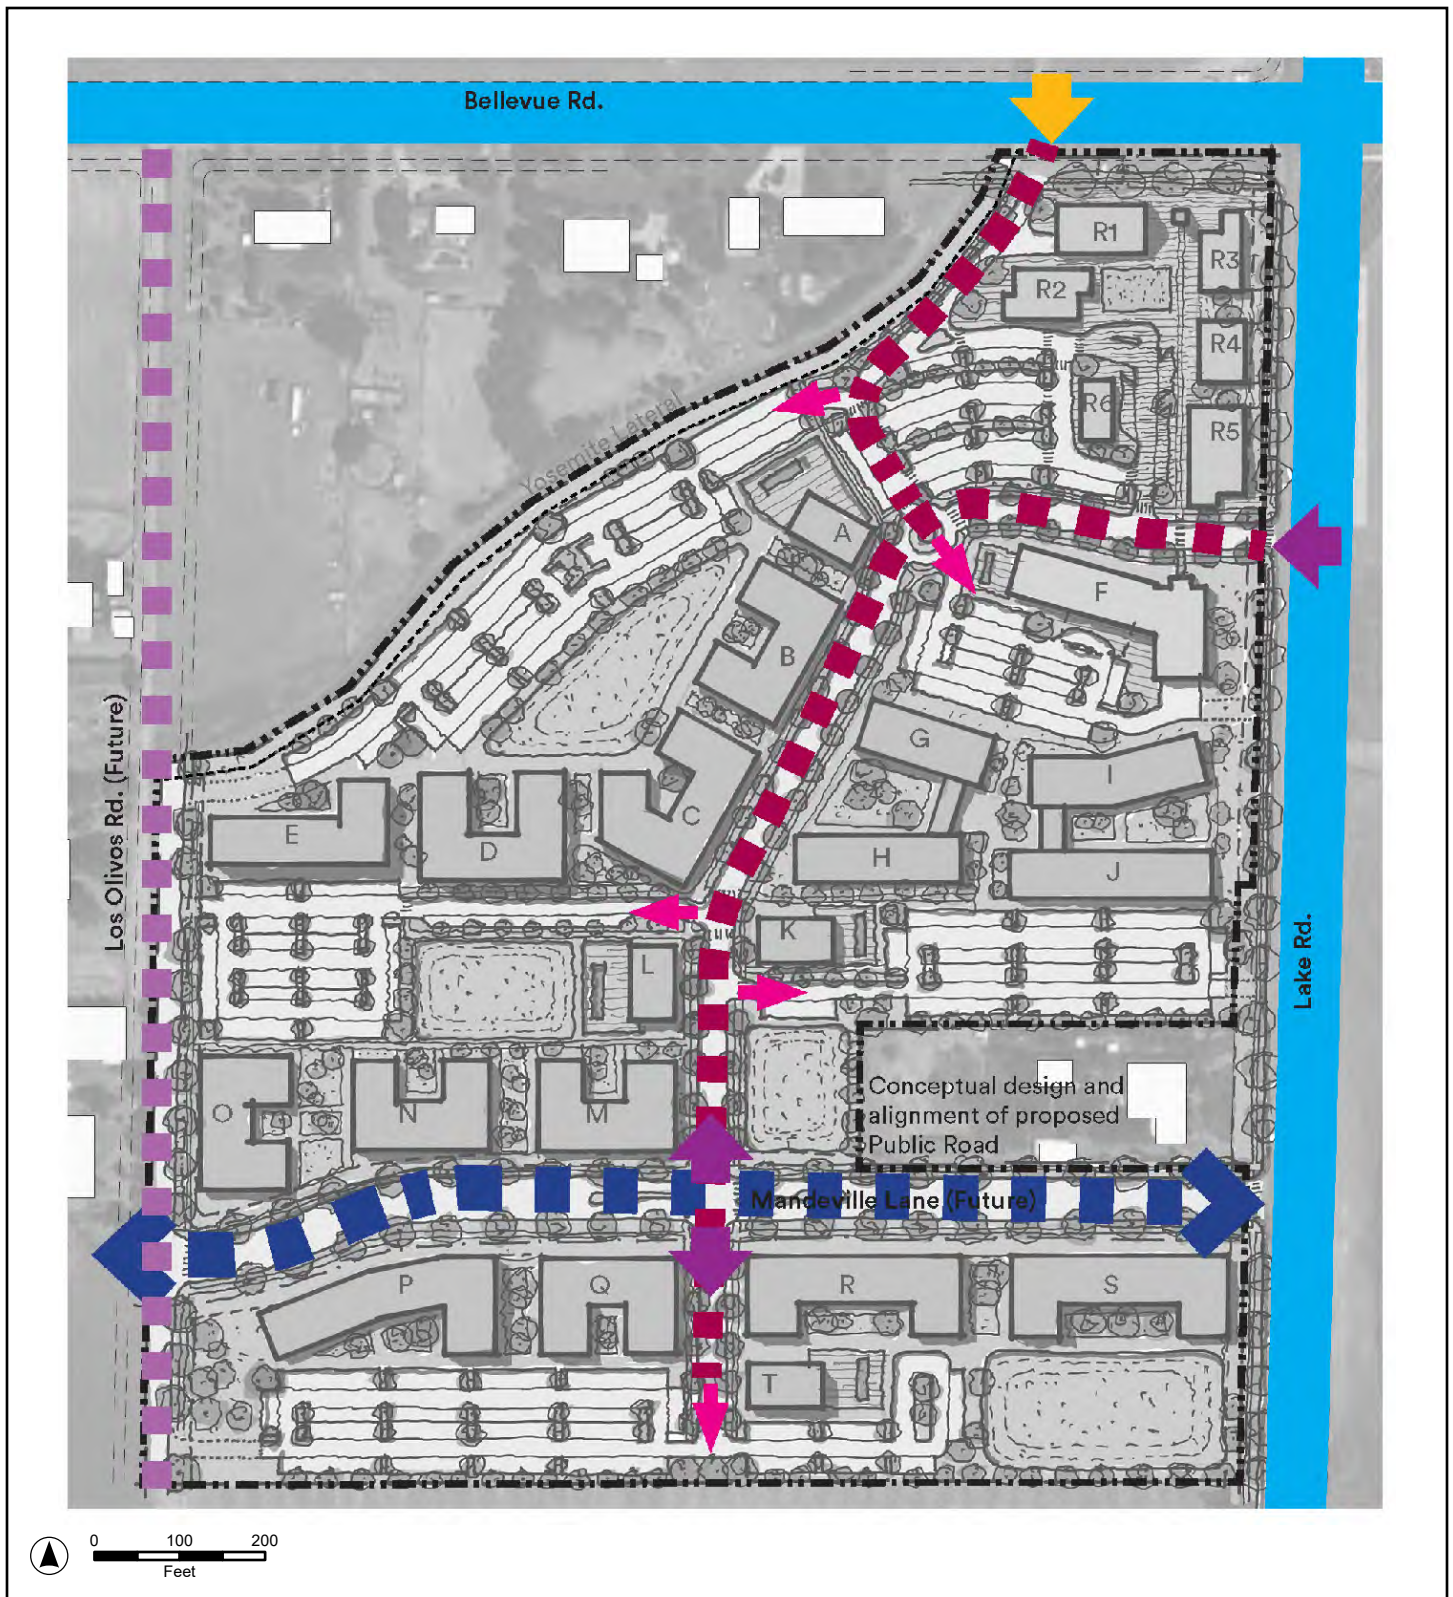 Bellevue Rd.
R1
R3
R2
R4
R6
R5
Yosemite Lateral
A
F
B
G
I
C
E
D
H
J
Los Olivos Rd. (Future)
K
L
Lake Rd.
Conceptual design and
alignment of proposed
Public Road
O
N
M
Mandeville Lane (Future)
P
Q
R
S
T
0 100 200
Feet